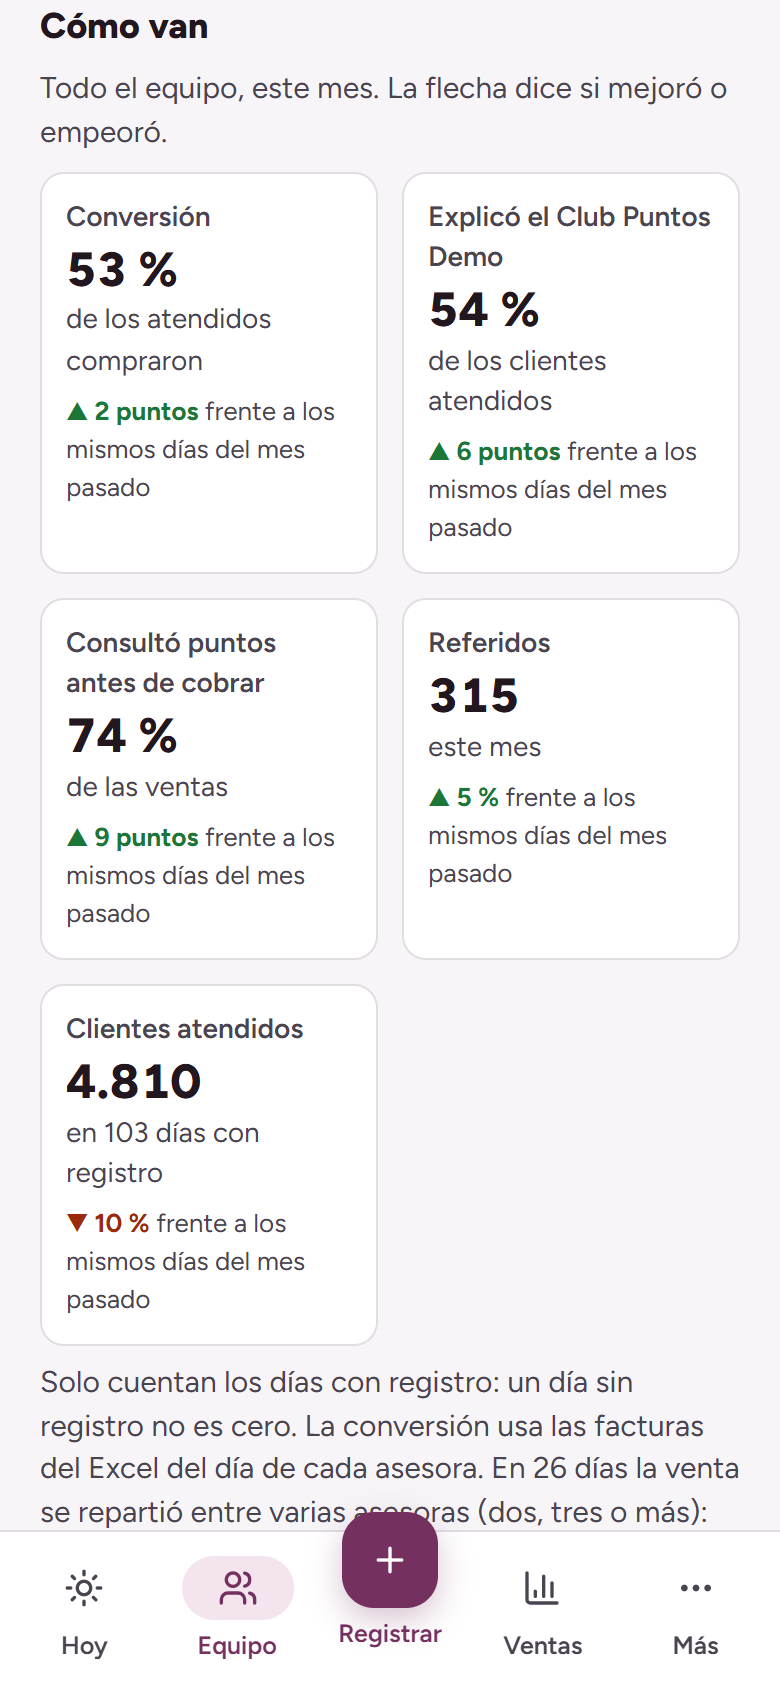 Cómo van
Todo el equipo, este mes. La flecha dice si mejoró o
empeoró.
Conversión
53 %
de los atendidos
compraron
▲ 2 puntos frente a los
mismos días del mes
pasado
Explicó el Club Puntos
Demo
54 %
de los clientes
atendidos
▲ 6 puntos frente a los
mismos días del mes
pasado
Consultó puntos
antes de cobrar
74 %
de las ventas
▲ 9 puntos frente a los
mismos días del mes
pasado
Referidos
315
este mes
▲ 5 % frente a los
mismos días del mes
pasado
Clientes atendidos
4.810
en 103 días con
registro
▼ 10 % frente a los
mismos días del mes
pasado
Solo cuentan los días con registro: un día sin
registro no es cero. La conversión usa las facturas
del Excel del día de cada asesora. En 26 días la venta
se repartió entre varias asesoras (dos, tres o más):
Hoy
Equipo
Registrar
Ventas
Más